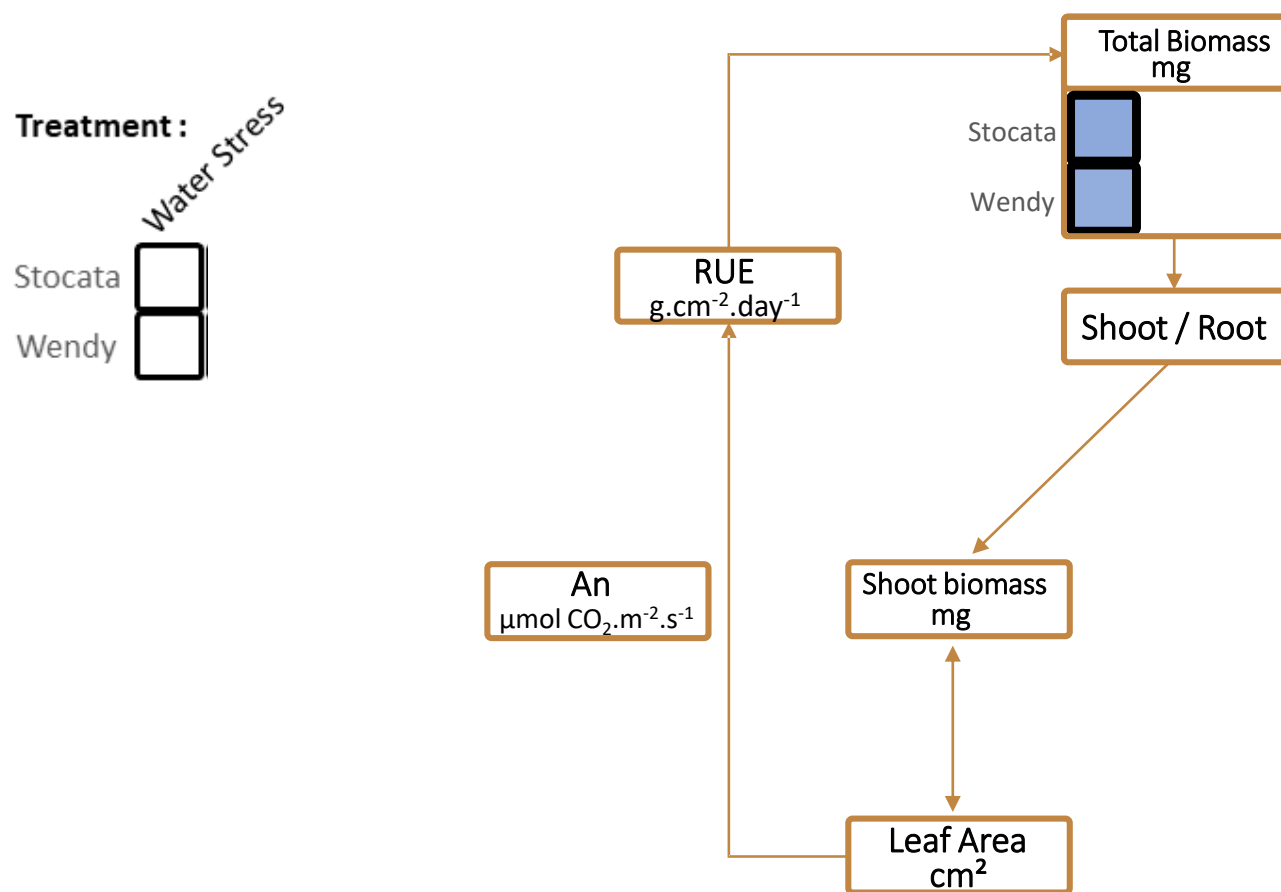 Treatment :
Water Stress
Stocata
Wendy
Total Biomass
mg
Stocata
Wendy
RUE
g.cm⁻².day⁻¹
Shoot / Root
An
µmol CO₂.m⁻².s⁻¹
Shoot biomass
mg
Leaf Area
cm²